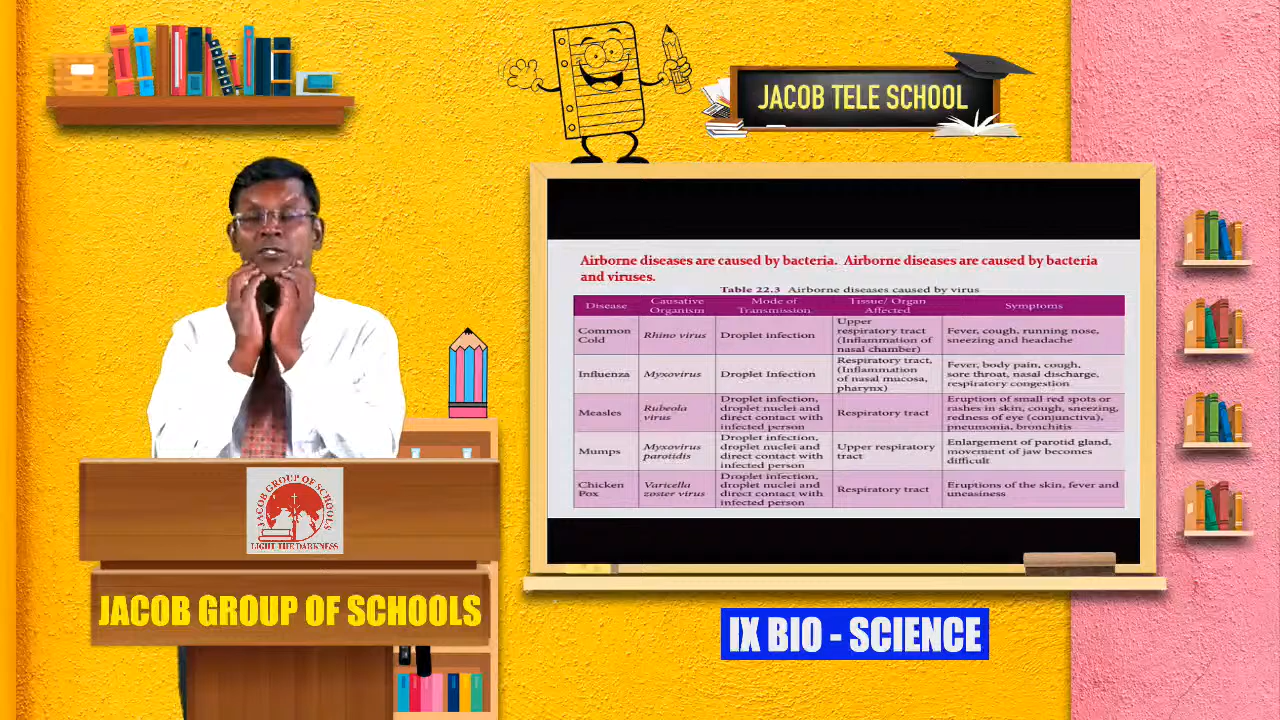 JACOB TELE SCHOOL
Airborne diseases are caused by bacteria. Airborne diseases are caused by bacteria
and viruses.
Table 22.3 Airborne diseases caused by virus
Disease
Causative
Organism
Mode of
Transmission
Tissue/ Organ
Affected
Symptoms
Common
Cold
Rhino virus
Droplet infection
Upper
respiratory tract
(Inflammation of
nasal chamber)
Fever, cough, running nose,
sneezing and headache
Influenza
Myxovirus
Droplet Infection
Respiratory tract,
(Inflammation
of nasal mucosa,
pharynx)
Fever, body pain, cough,
sore throat, nasal discharge,
respiratory congestion
Measles
Rubeola
virus
Droplet infection,
droplet nuclei and
direct contact with
infected person
Respiratory tract
Eruption of small red spots or
rashes in skin, cough, sneezing,
redness of eye (conjunctiva),
pneumonia, bronchitis
Mumps
Myxovirus
parotidis
Droplet infection,
droplet nuclei and
direct contact with
infected person
Upper respiratory
tract
Enlargement of parotid gland,
movement of jaw becomes
difficult
Chicken
Pox
Varicella
zoster virus
Droplet infection,
droplet nuclei and
direct contact with
infected person
Respiratory tract
Eruptions of the skin, fever and
uneasiness
JACOB GROUP OF SCHOOLS
LIGHT THE DARKNESS
JACOB GROUP OF SCHOOLS
IX BIO - SCIENCE